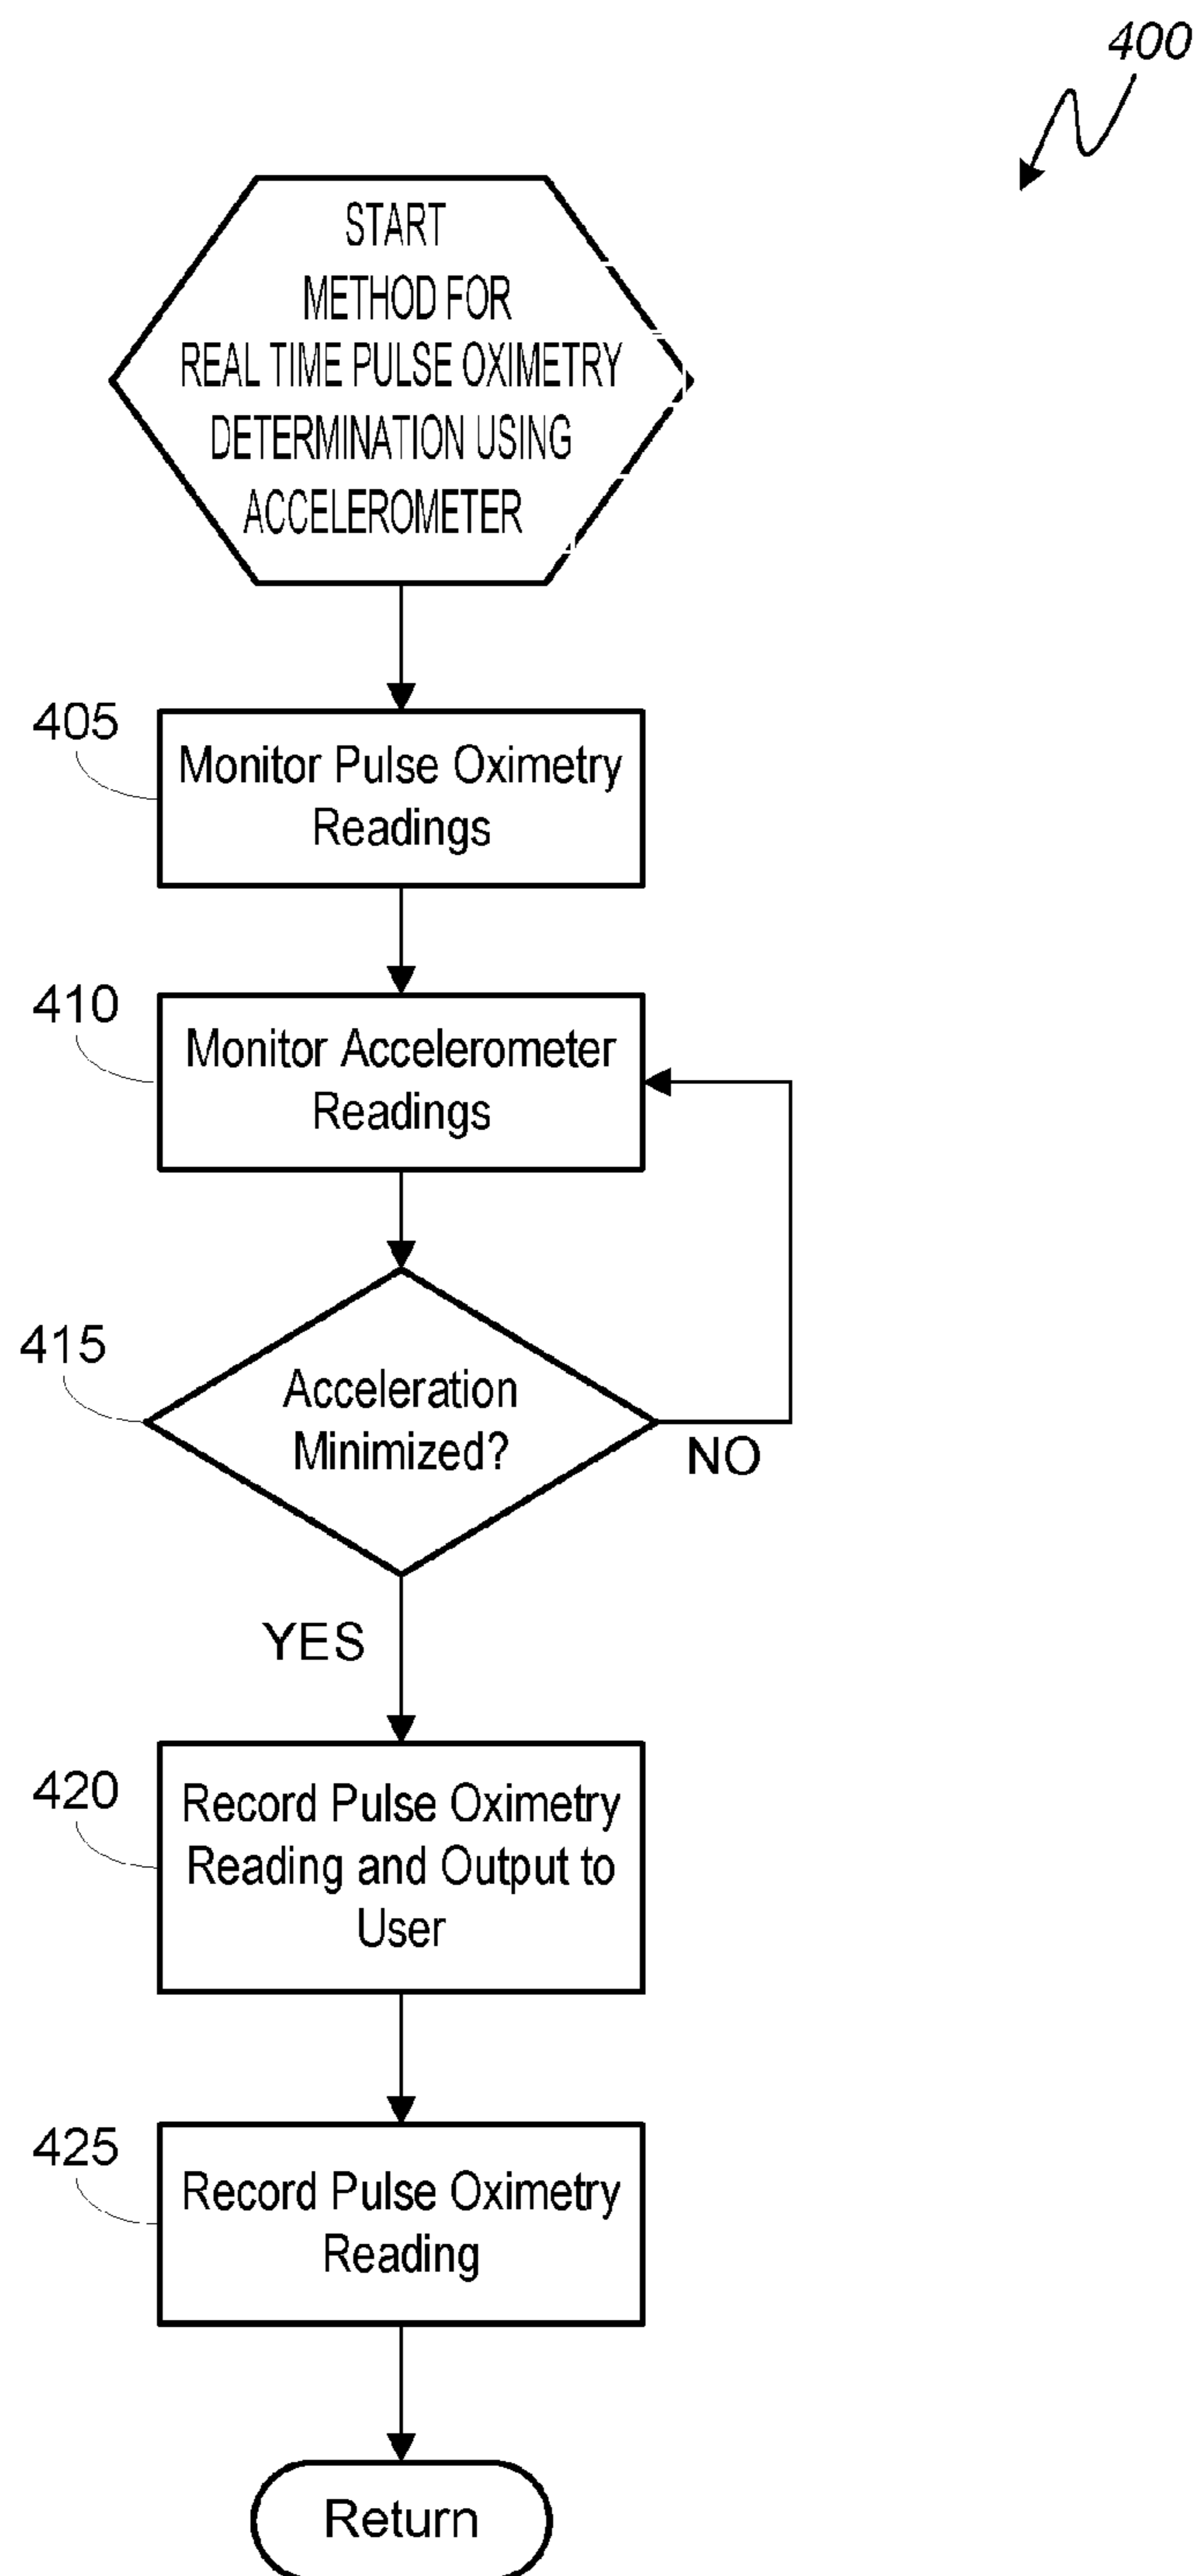 400
START
METHOD FOR
REAL TIME PULSE OXIMETRY
DETERMINATION USING
ACCELEROMETER
405
Monitor Pulse Oximetry
Readings
410
Monitor Accelerometer
Readings
415
Acceleration
Minimized?
NO
YES
420
Record Pulse Oximetry
Reading and Output to
User
425
Record Pulse Oximetry
Reading
Return